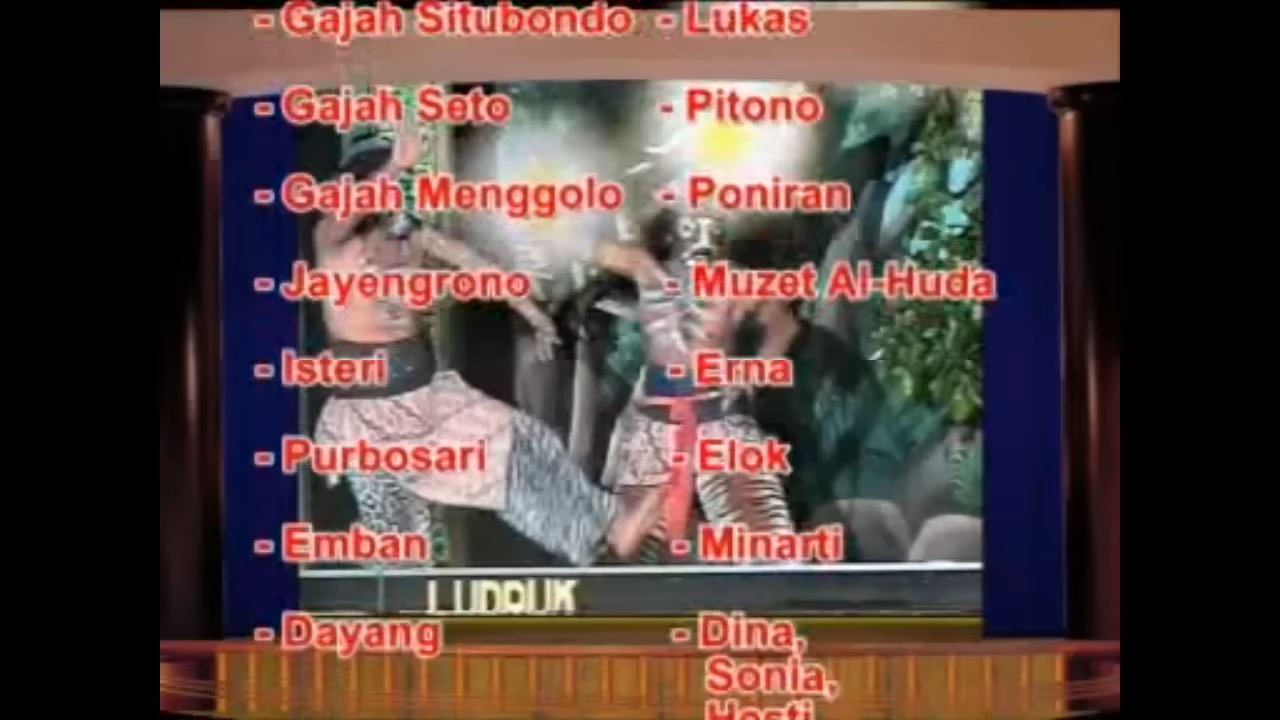 - Gajah Situbondo - Lukas
- Gajah Seto - Pitono
- Gajah Menggolo - Poniran
- Jayengrono - Muzet Al-Huda
- Isteri - Erna
- Purbosari - Elok
- Emban - Minarti
LUDRUK
- Dayang - Dina,
Sonia,
Hesti